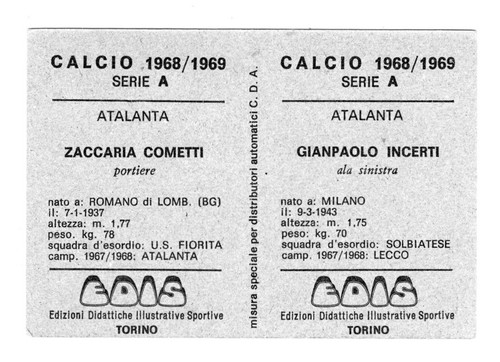 CALCIO 1968/1969
SERIE A
ATALANTA
ZACCARIA COMETTI
portiere
nato a: ROMANO di LOMB. (BG)
il: 7-1-1937
altezza: m. 1,77
peso. kg. 78
squadra d'esordio: U.S. FIORITA
camp. 1967/1968: ATALANTA
EDIS
Edizioni Didattiche Illustrative Sportive
TORINO
misura speciale per distributori automatici C. D. A.
CALCIO 1968/1969
SERIE A
ATALANTA
GIANPAOLO INCERTI
ala sinistra
nato a: MILANO
il: 9-3-1943
altezza: m. 1,75
peso. kg. 70
squadra d'esordio: SOLBIATESE
camp. 1967/1968: LECCO
EDIS
Edizioni Didattiche Illustrative Sportive
TORINO